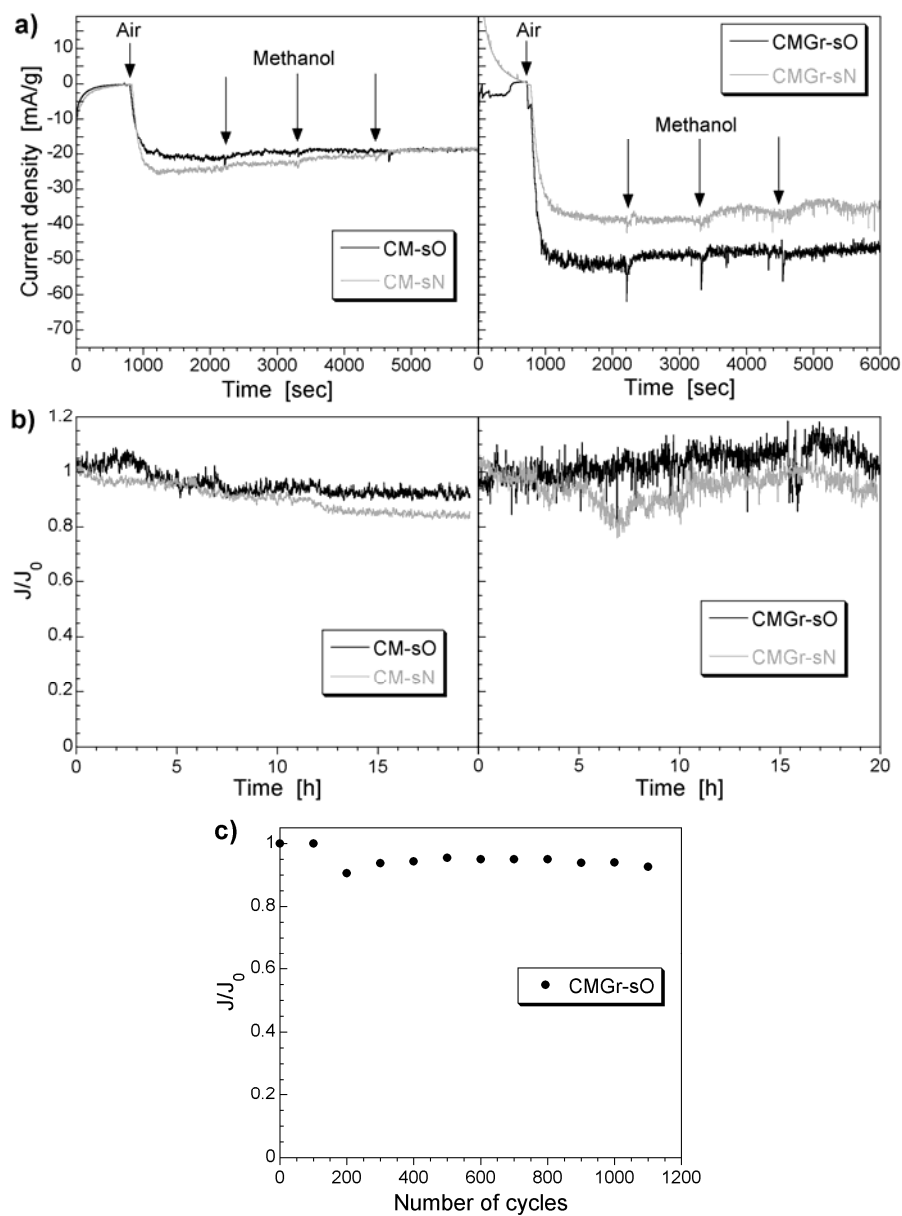 a)
Air
Methanol
CM-sO
CM-sN
Current density [mA/g]
10
0
-10
-20
-30
-40
-50
-60
-70
0 1000 2000 3000 4000 5000
Time [sec]
Air
Methanol
CMGr-sO
CMGr-sN
0 1000 2000 3000 4000 5000 6000
Time [sec]
b)
J/J0
1.2
1
0.8
0.6
0.4
0.2
0
CM-sO
CM-sN
0 5 10 15
Time [h]
CMGr-sO
CMGr-sN
0 5 10 15 20
Time [h]
c)
J/J0
1
0.8
0.6
0.4
0.2
0
CMGr-sO
0 200 400 600 800 1000 1200
Number of cycles